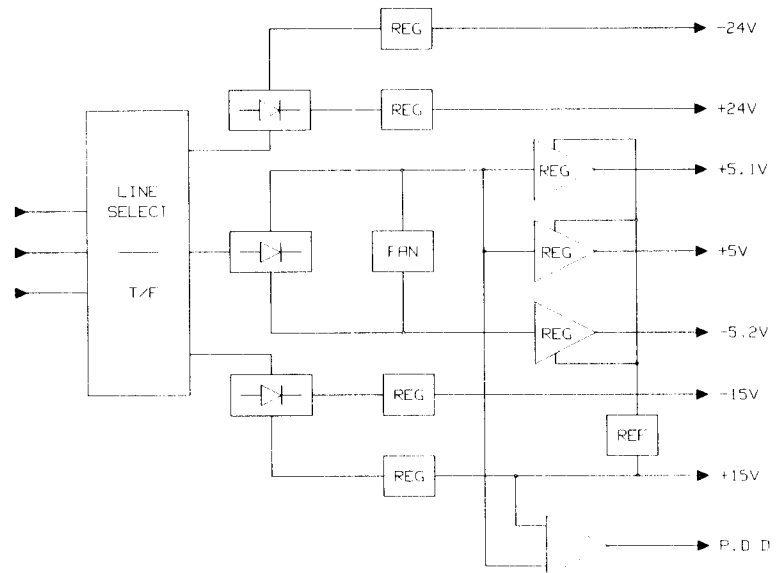 REG
-24V
REG
+24V
LINE
SELECT
T/F
REG
+5.1V
FAN
REG
+5V
REG
-5.2V
REG
-15V
REF
REG
+15V
P.D D